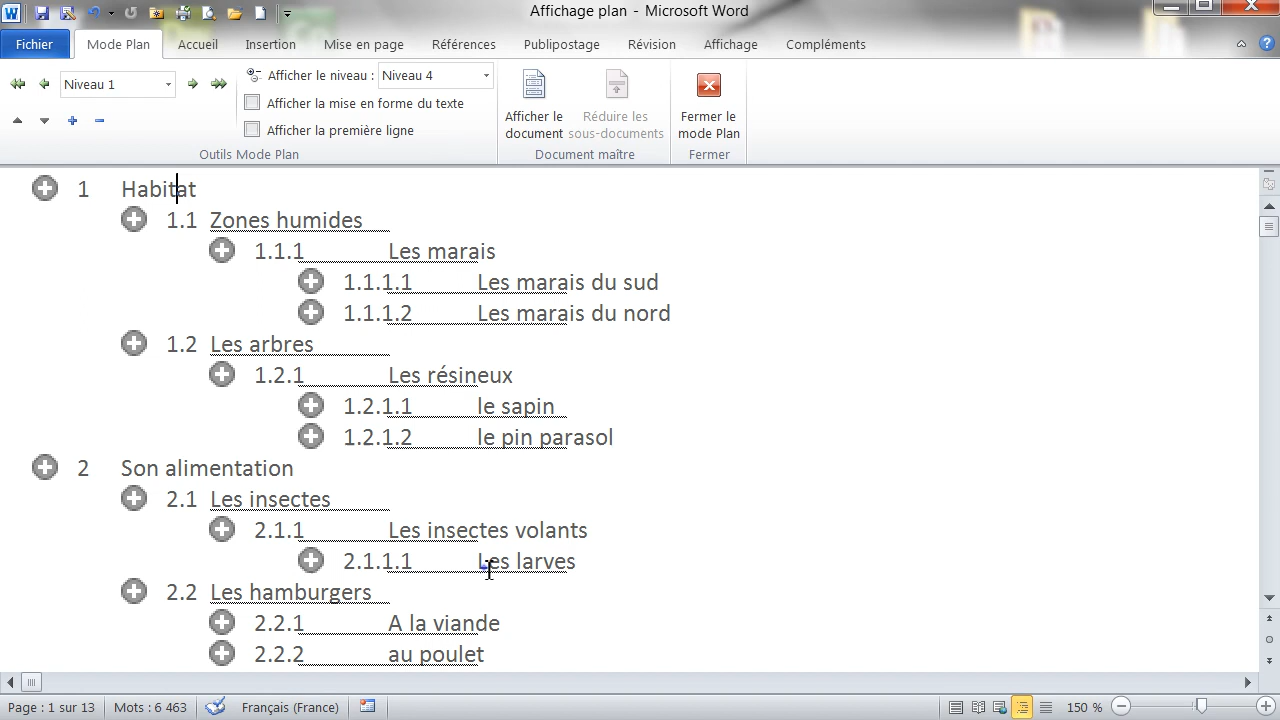 Affichage plan - Microsoft Word
Fichier Mode Plan Accueil Insertion Mise en page Références Publipostage Révision Affichage Compléments
Niveau 1
Afficher le niveau : Niveau 4
Afficher la mise en forme du texte
Afficher la première ligne
Outils Mode Plan
Afficher le document
Réduire les sous-documents
Document maître
Fermer le mode Plan
Fermer
1 Habitat
1.1 Zones humides
1.1.1 Les marais
1.1.1.1 Les marais du sud
1.1.1.2 Les marais du nord
1.2 Les arbres
1.2.1 Les résineux
1.2.1.1 le sapin
1.2.1.2 le pin parasol
2 Son alimentation
2.1 Les insectes
2.1.1 Les insectes volants
2.1.1.1 Les larves
2.2 Les hamburgers
2.2.1 A la viande
2.2.2 au poulet
Page : 1 sur 13 Mots : 6 463 Français (France) 150 %